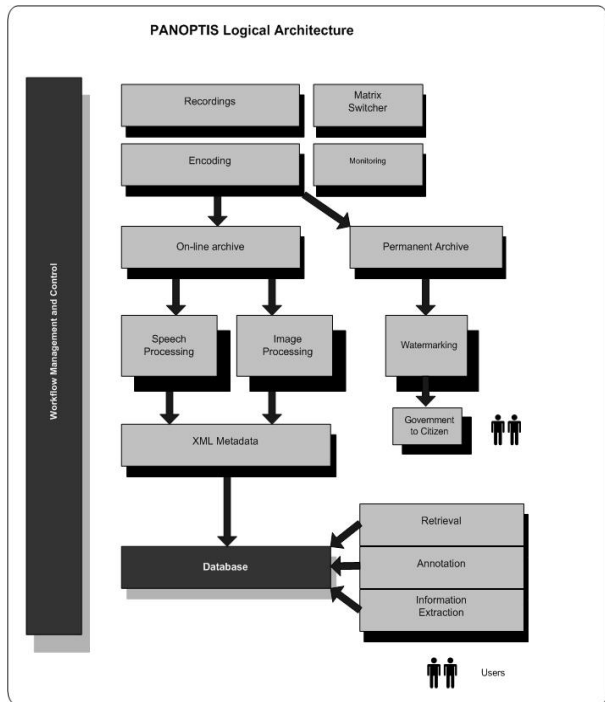 PANOPTIS Logical Architecture
Workflow Management and Control
Recordings
Matrix
Switcher
Encoding
Monitoring
On-line archive
Permanent Archive
Speech
Processing
Image
Processing
Watermarking
Government
to Citizen
XML Metadata
Retrieval
Database
Annotation
Information
Extraction
Users